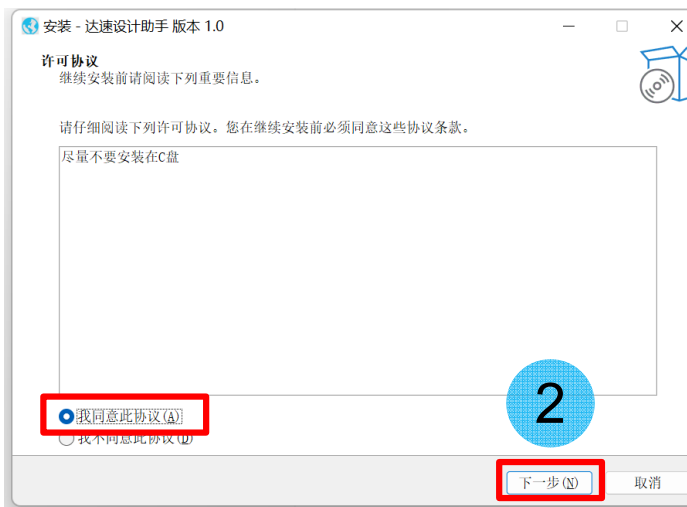 安装 - 达速设计助手 版本 1.0
许可协议
继续安装前请阅读下列重要信息。
请仔细阅读下列许可协议。您在继续安装前必须同意这些协议条款。
尽量不要安装在C盘
我同意此协议(A)
我不同意此协议(D)
2
下一步(N)
取消